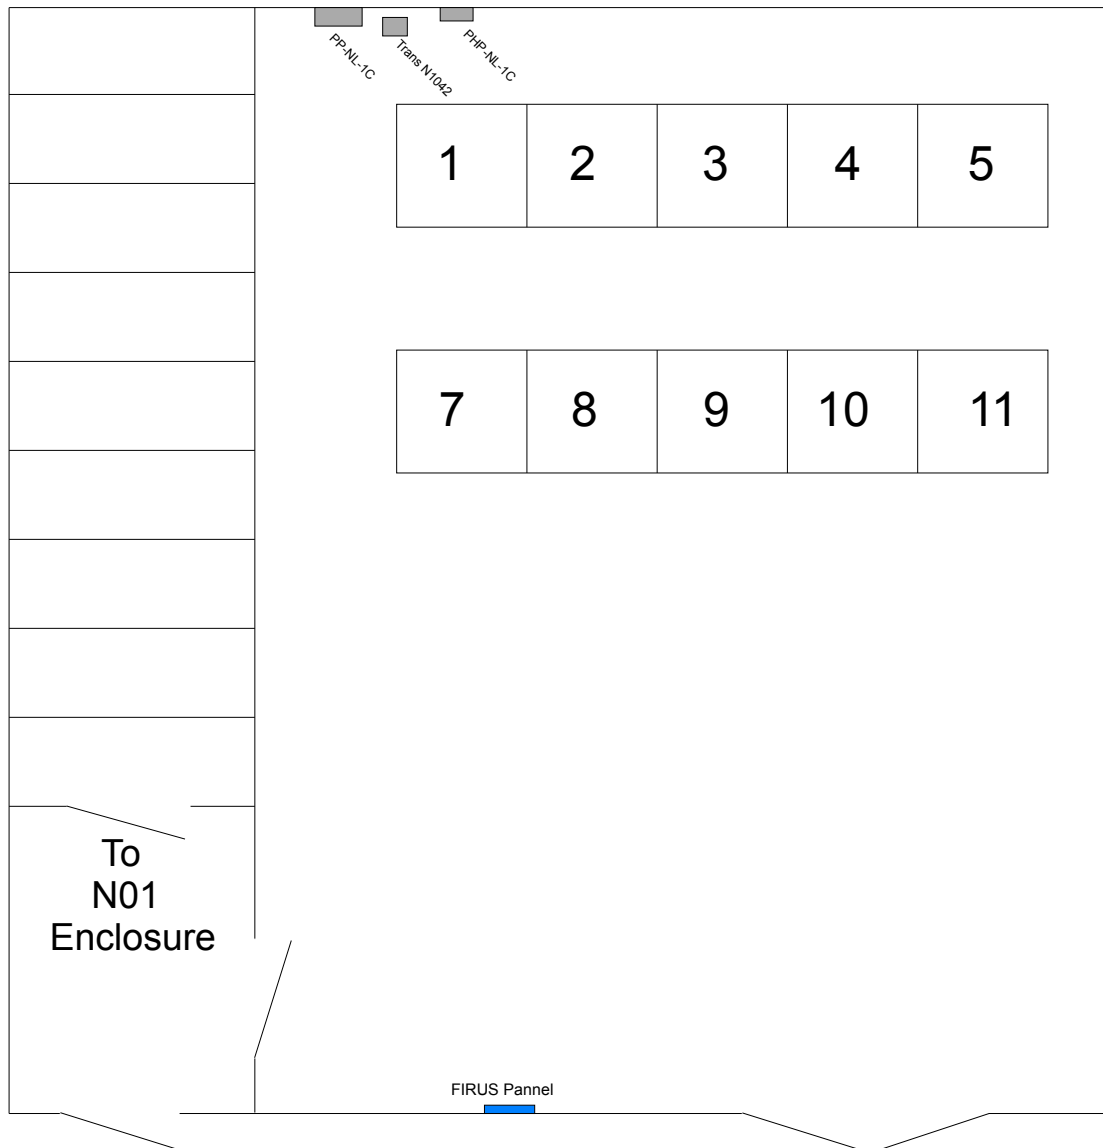 PP-NL-1C
Trans N1042
PHP-NL-1C
1 2 3 4 5
7 8 9 10 11
To
N01
Enclosure
FIRUS Pannel